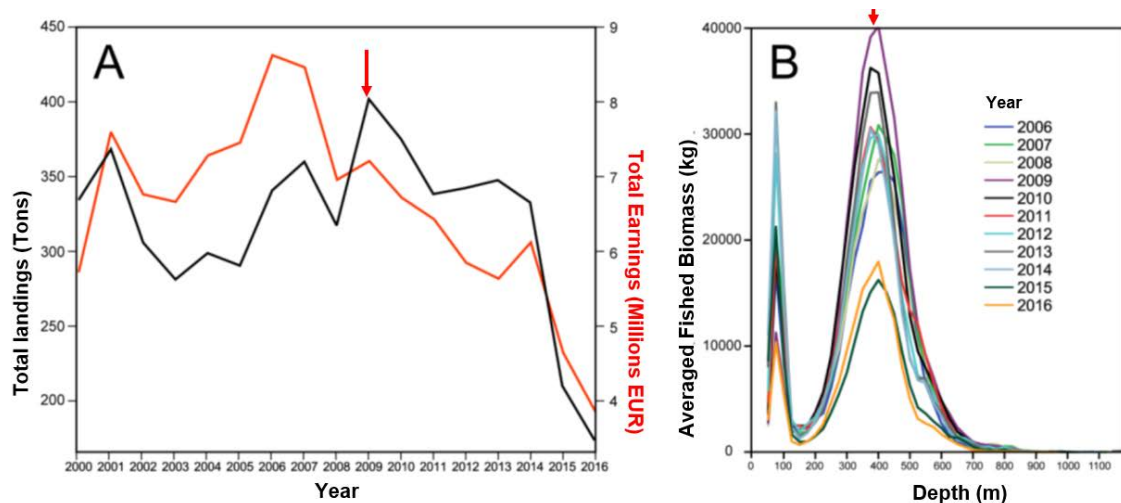 A
450
400
350
300
250
200
Total landings (Tons)
9
8
7
6
5
4
Total Earnings (Millions EUR)
2000 2001 2002 2003 2004 2005 2006 2007 2008 2009 2010 2011 2012 2013 2014 2015 2016
Year
B
40000
30000
20000
10000
0
Averaged Fished Biomass (kg)
Year
2006
2007
2008
2009
2010
2011
2012
2013
2014
2015
2016
0 100 200 300 400 500 600 700 800 900 1000 1100
Depth (m)